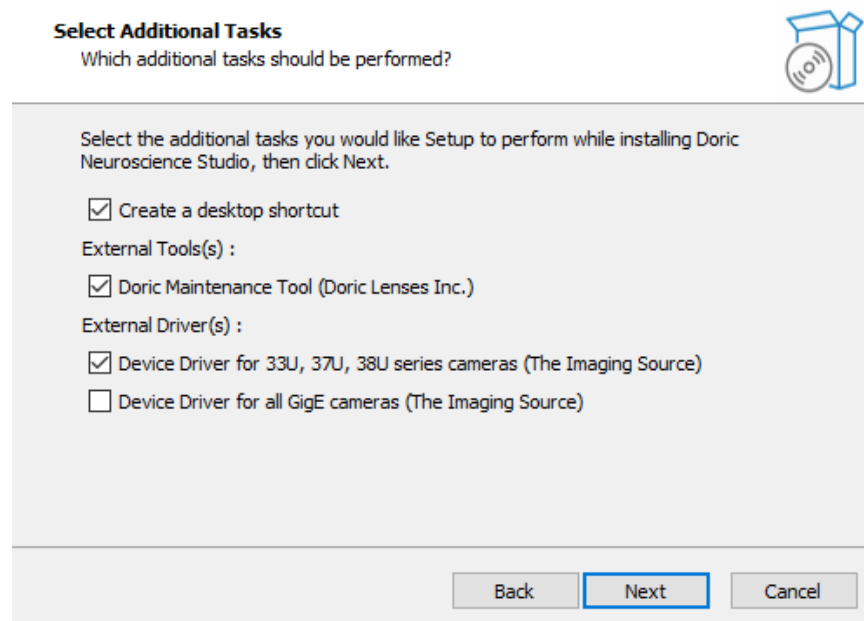 Select Additional Tasks
Which additional tasks should be performed?
Select the additional tasks you would like Setup to perform while installing Doric
Neuroscience Studio, then click Next.
Create a desktop shortcut
External Tools(s) :
Doric Maintenance Tool (Doric Lenses Inc.)
External Driver(s) :
Device Driver for 33U, 37U, 38U series cameras (The Imaging Source)
Device Driver for all GigE cameras (The Imaging Source)
Back Next Cancel